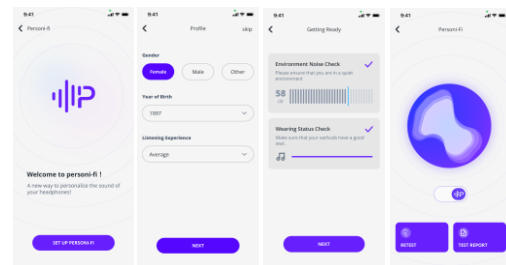 9:41
Personi-fi
Welcome to personi-fi !
A new way to personalize the sound of
your headphones!
SET UP PERSONI-FI
9:41
Profile
skip
Gender
Female
Male
Other
Year of Birth
1997
Listening Experience
Average
NEXT
9:41
Getting Ready
Environment Noise Check
Please ensure that you are in a quiet
environment
58
dB
Wearing Status Check
Make sure that your earbuds have a good
seal.
NEXT
9:41
Personi-Fi
RETEST
TEST REPORT